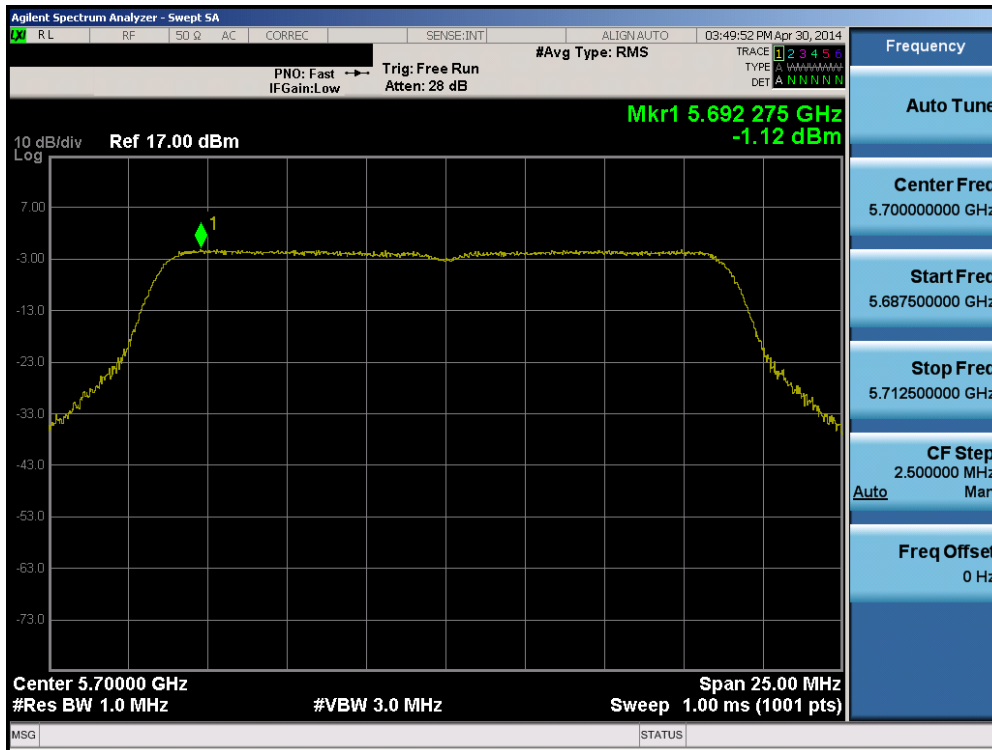 Agilent Spectrum Analyzer - Swept SA
LXI RL RF 50 Ω AC CORREC SENSE:INT ALIGN AUTO 03:49:52 PM Apr 30, 2014
#Avg Type: RMS
TRACE 1 2 3 4 5 6
PNO: Fast Trig: Free Run
TYPE A WWWWW
IFGain:Low Atten: 28 dB
DET A N N N N N
Mkr1 5.692 275 GHz
-1.12 dBm
10 dB/div Ref 17.00 dBm
Log
1
7.00
-3.00
-13.0
-23.0
-33.0
-43.0
-53.0
-63.0
-73.0
Center 5.70000 GHz Span 25.00 MHz
#Res BW 1.0 MHz #VBW 3.0 MHz Sweep 1.00 ms (1001 pts)
MSG STATUS
Frequency
Auto Tune
Center Freq
5.700000000 GHz
Start Freq
5.687500000 GHz
Stop Freq
5.712500000 GHz
CF Step
2.500000 MHz
Auto Man
Freq Offset
0 Hz